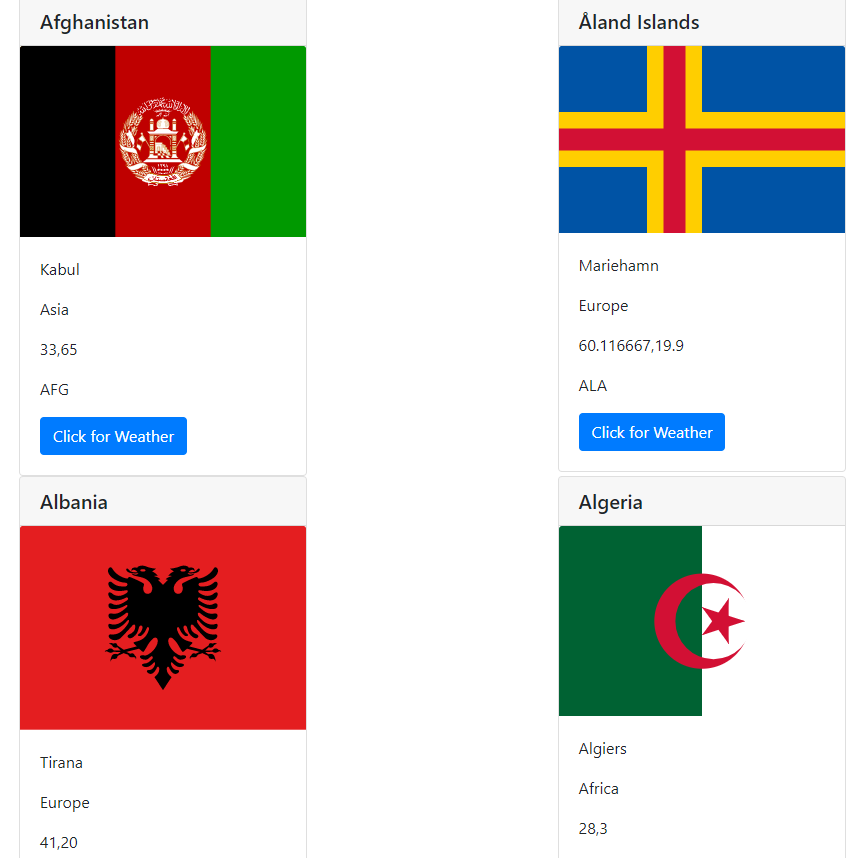 Afghanistan
Kabul
Asia
33,65
AFG
Click for Weather
Åland Islands
Mariehamn
Europe
60.116667,19.9
ALA
Click for Weather
Albania
Tirana
Europe
41,20
Algeria
Algiers
Africa
28,3